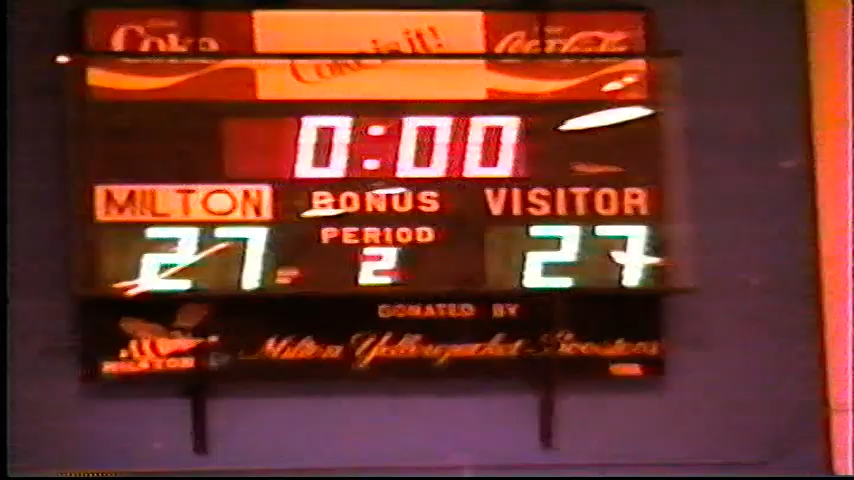 Coke Coke is it! Coca-Cola
0:00
MILTON BONUS VISITOR
PERIOD
27 2 27
DONATED BY
Milton Yellowjacket Boosters
MILTON